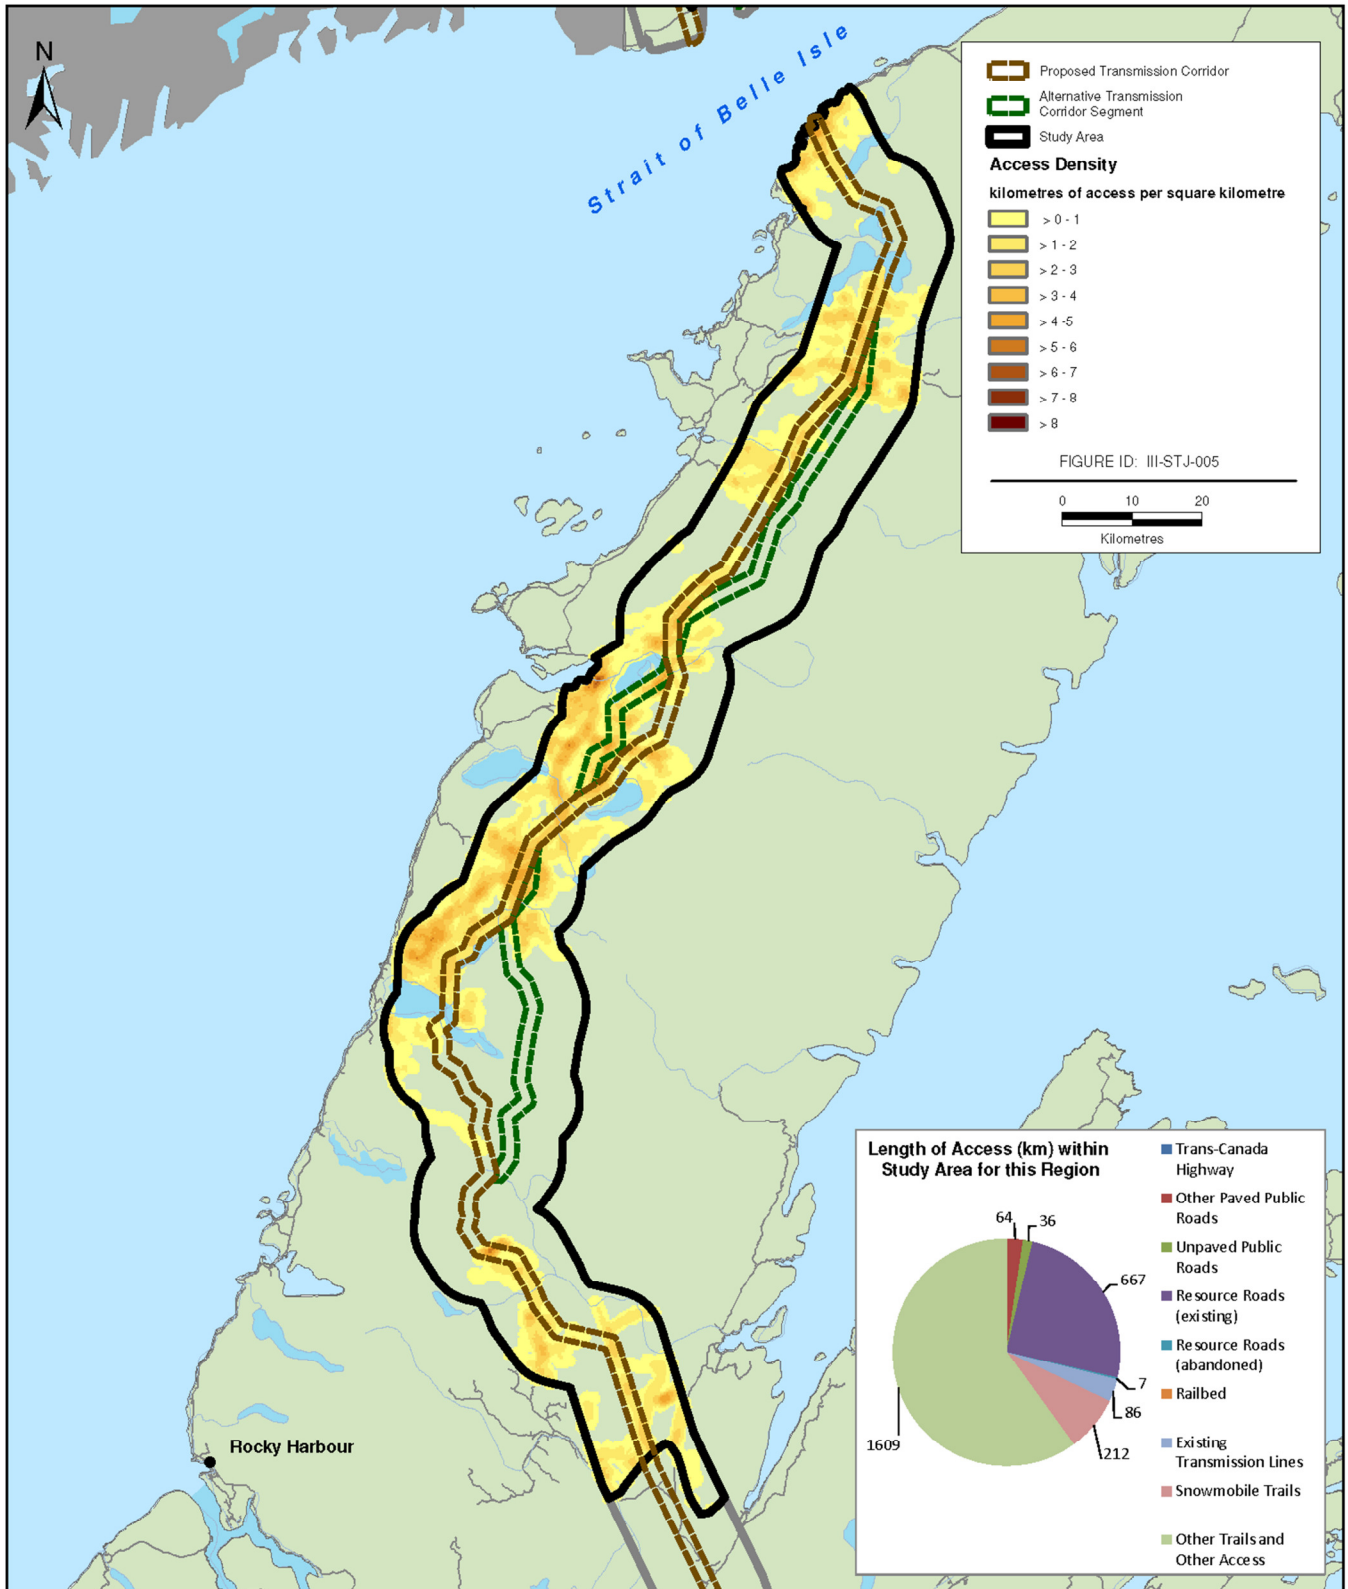 N
Strait of Belle Isle
Proposed Transmission Corridor
Alternative Transmission
Corridor Segment
Study Area
Access Density
kilometres of access per square kilometre
> 0 - 1
> 1 - 2
> 2 - 3
> 3 - 4
> 4 -5
> 5 - 6
> 6 - 7
> 7 - 8
> 8
FIGURE ID: III-STJ-005
0 10 20
Kilometres
Rocky Harbour
Length of Access (km) within
Study Area for this Region
64
36
667
7
86
212
1609
Trans-Canada
Highway
Other Paved Public
Roads
Unpaved Public
Roads
Resource Roads
(existing)
Resource Roads
(abandoned)
Railbed
Existing
Transmission Lines
Snowmobile Trails
Other Trails and
Other Access